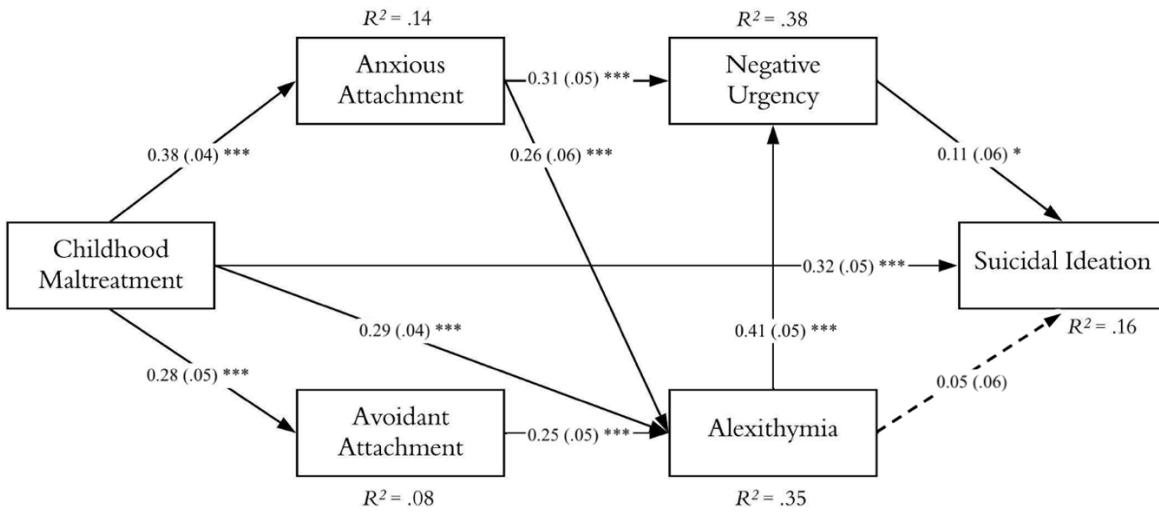 R² = .14
R² = .38
Anxious
Attachment
0.31 (.05) ***
Negative
Urgency
0.38 (.04) ***
0.26 (.06) ***
0.11 (.06) *
Childhood
Maltreatment
0.32 (.05) ***
Suicidal Ideation
0.29 (.04) ***
0.41 (.05) ***
R² = .16
0.28 (.05) ***
0.05 (.06)
Avoidant
Attachment
0.25 (.05) ***
Alexithymia
R² = .08
R² = .35